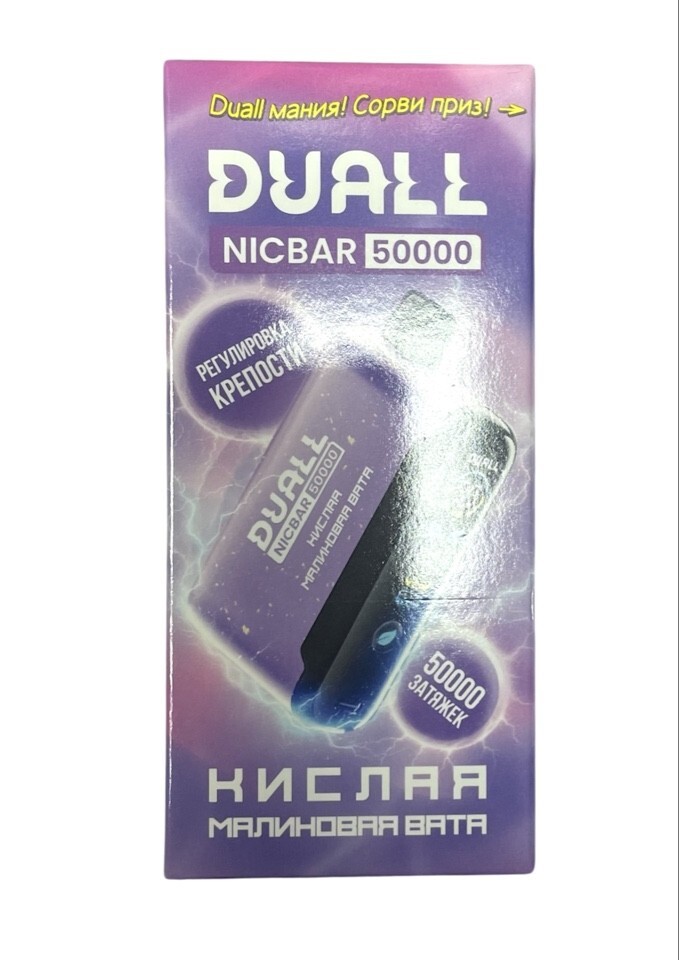 Duall мания! Сорви приз! →
DUALL
NICBAR 50000
РЕГУЛИРОВКА
КРЕПОСТИ
DUALL
NICBAR 50000
КИСЛАЯ
МАЛИНОВАЯ ВАТА
50000
ЗАТЯЖЕК
КИСЛАЯ
МАЛИНОВАЯ ВАТА